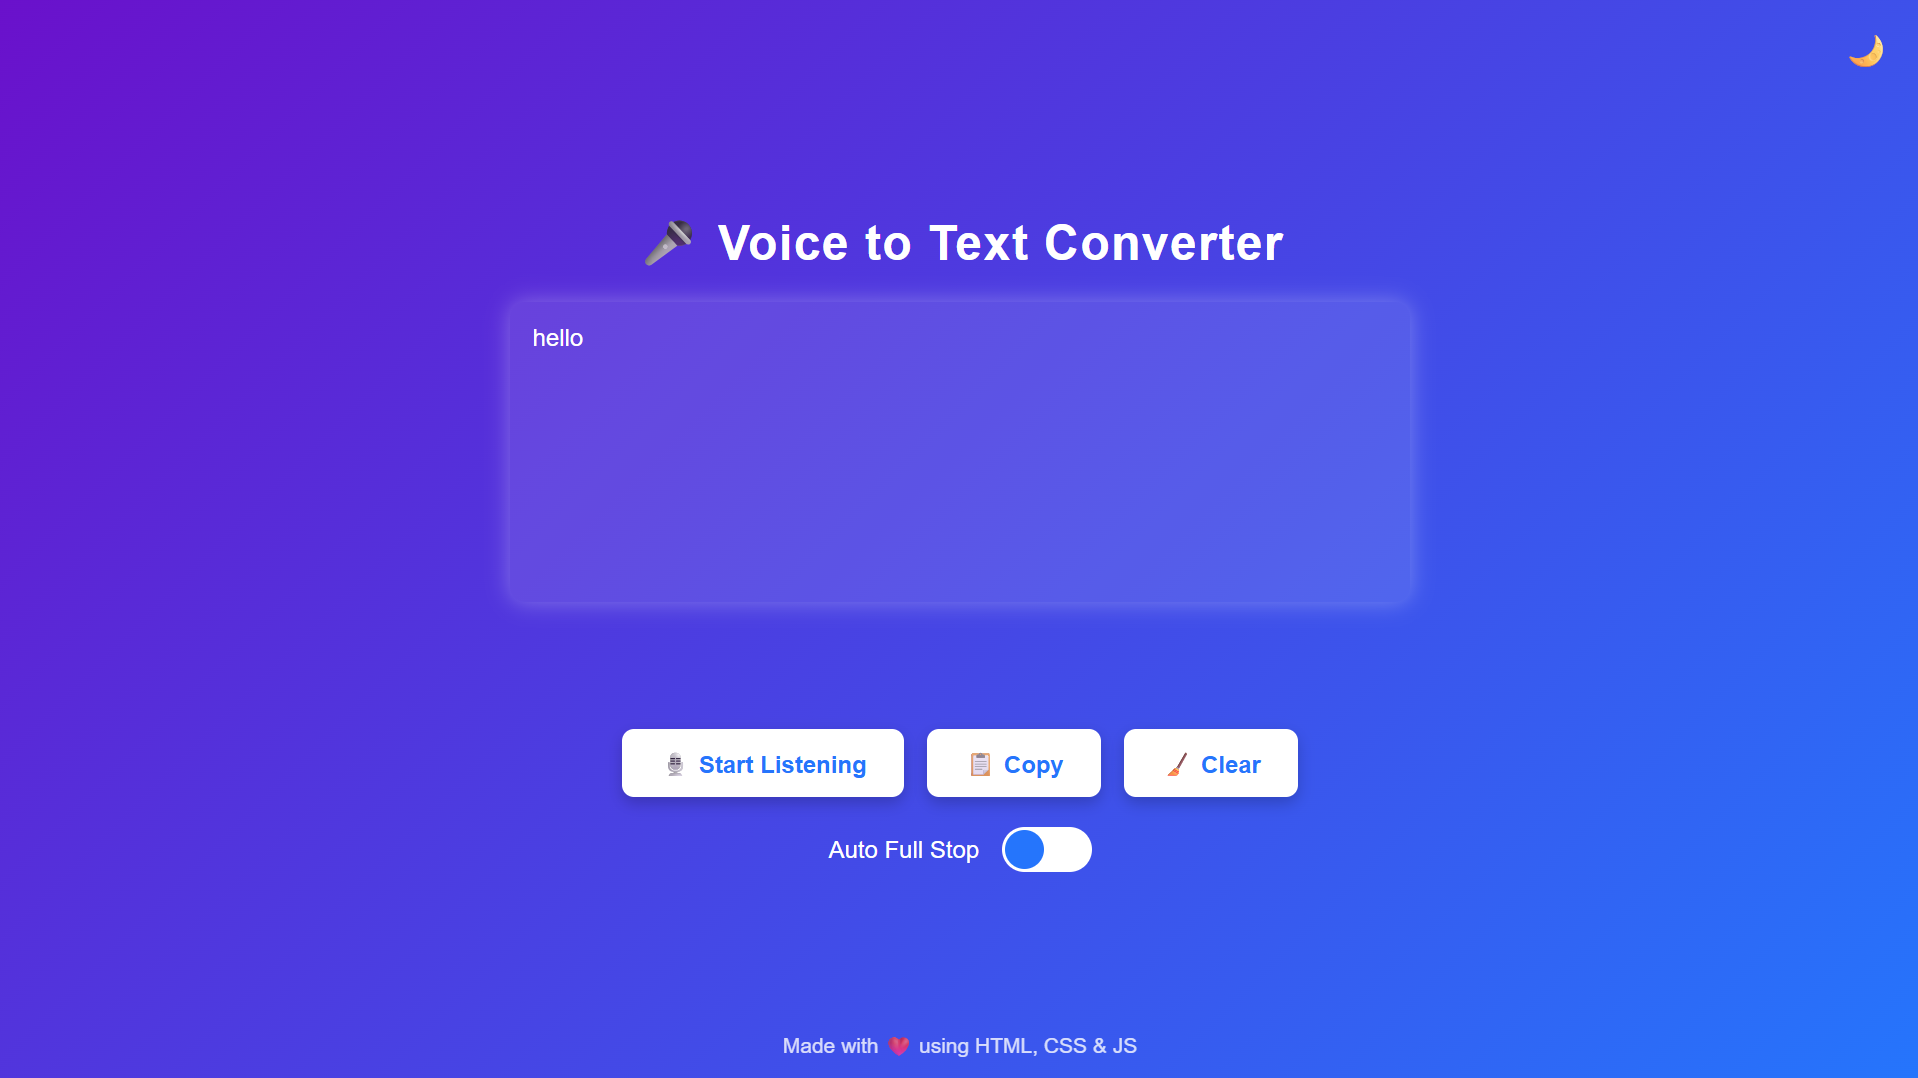 Voice to Text Converter
hello
Start Listening
Copy
Clear
Auto Full Stop
Made with ❤️ using HTML, CSS & JS